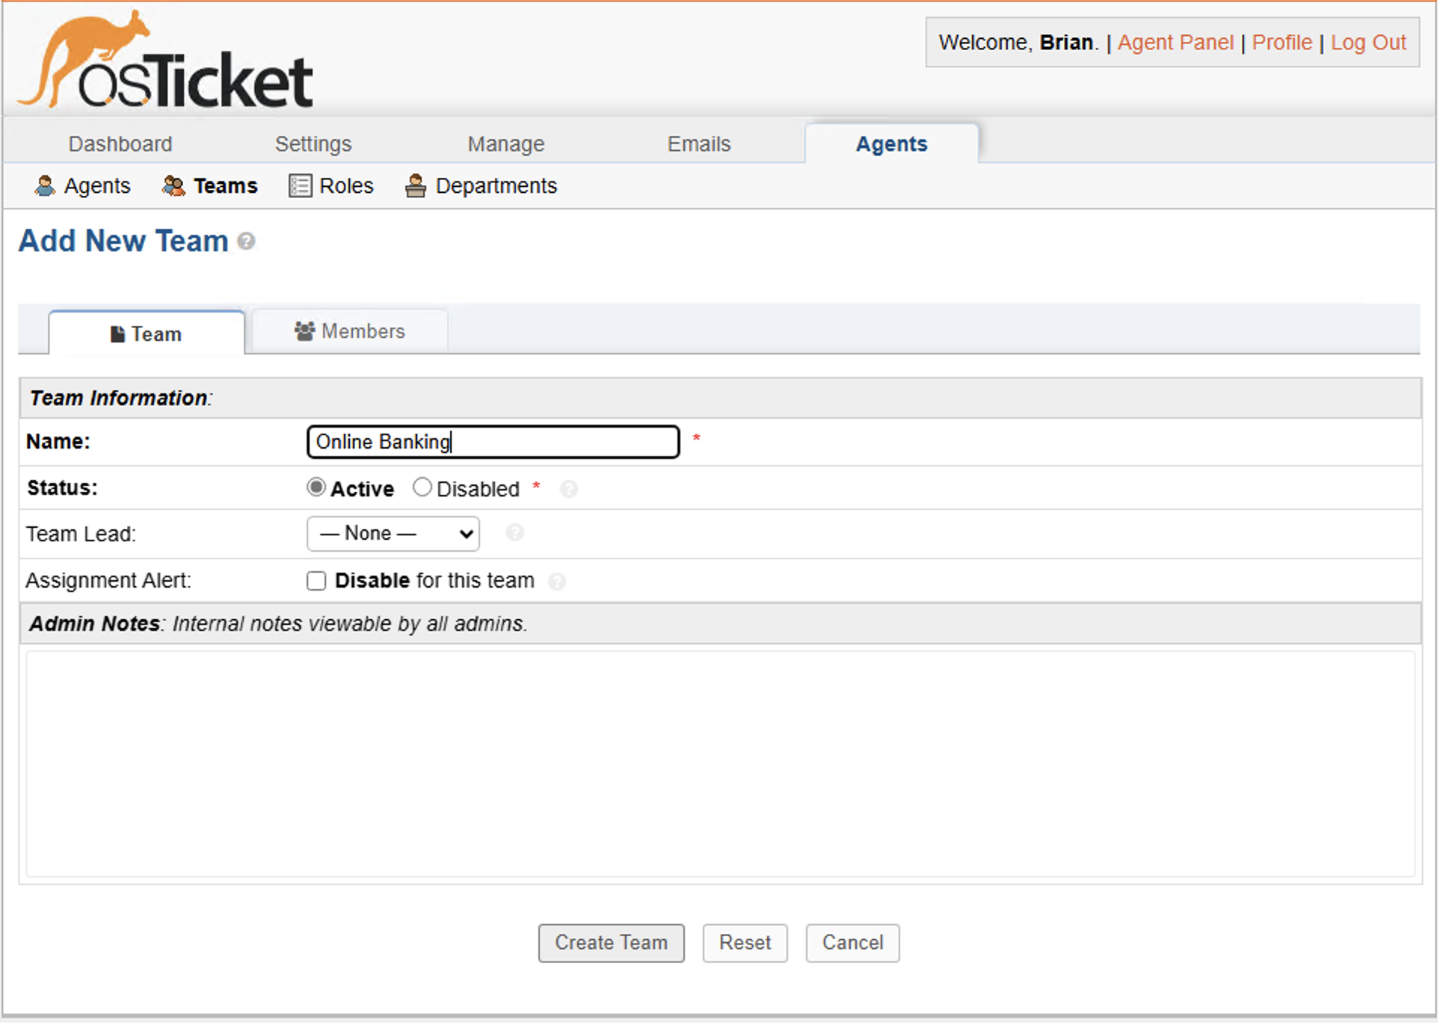 osTicket
Welcome, Brian. | Agent Panel | Profile | Log Out
Dashboard Settings Manage Emails Agents
Agents Teams Roles Departments
Add New Team ?
Team Members
Team Information:
Name: Online Banking *
Status: Active Disabled * ?
Team Lead: — None — ?
Assignment Alert: Disable for this team ?
Admin Notes: Internal notes viewable by all admins.
Create Team Reset Cancel